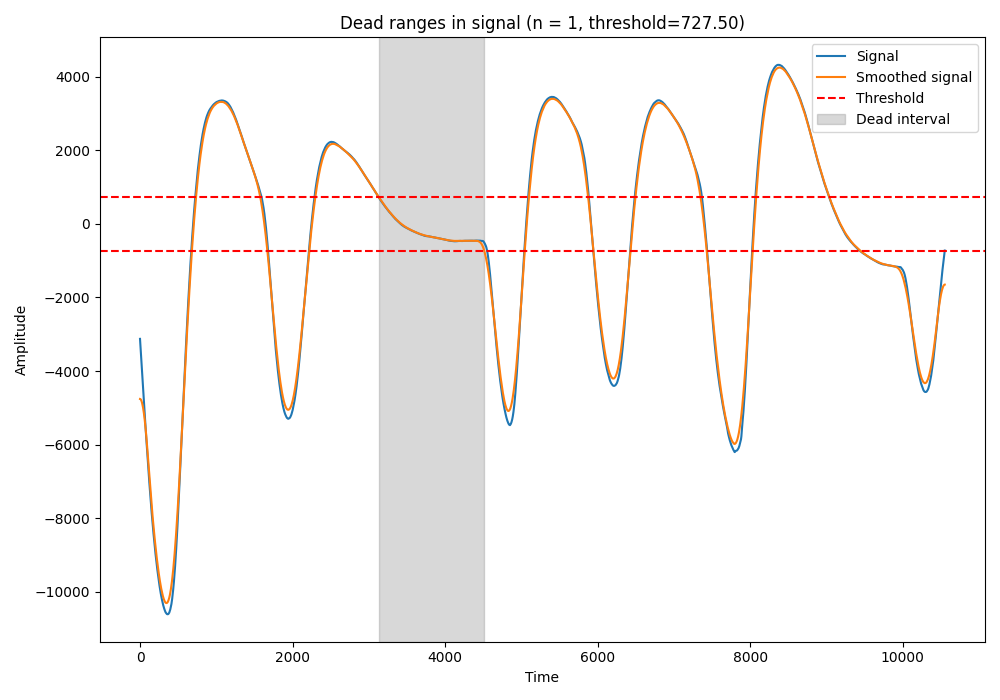 Dead ranges in signal (n = 1, threshold=727.50)
Signal
Smoothed signal
Threshold
Dead interval
Amplitude
4000
2000
0
−2000
−4000
−6000
−8000
−10000
0 2000 4000 6000 8000 10000
Time